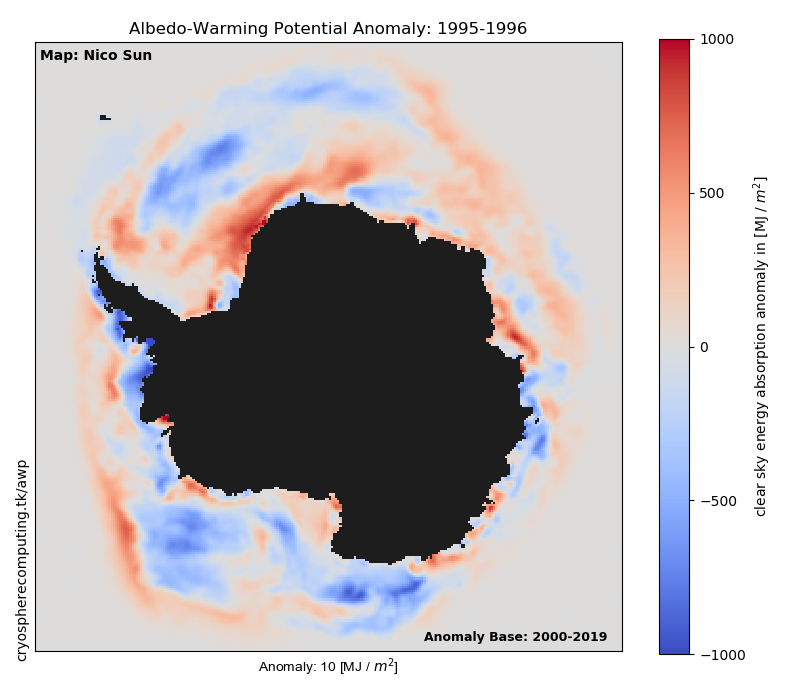 Albedo-Warming Potential Anomaly: 1995-1996
Map: Nico Sun
1000
500
0
−500
−1000
clear sky energy absorption anomaly in [MJ / m²]
cryospherecomputing.tk/awp
Anomaly Base: 2000-2019
Anomaly: 10 [MJ / m²]